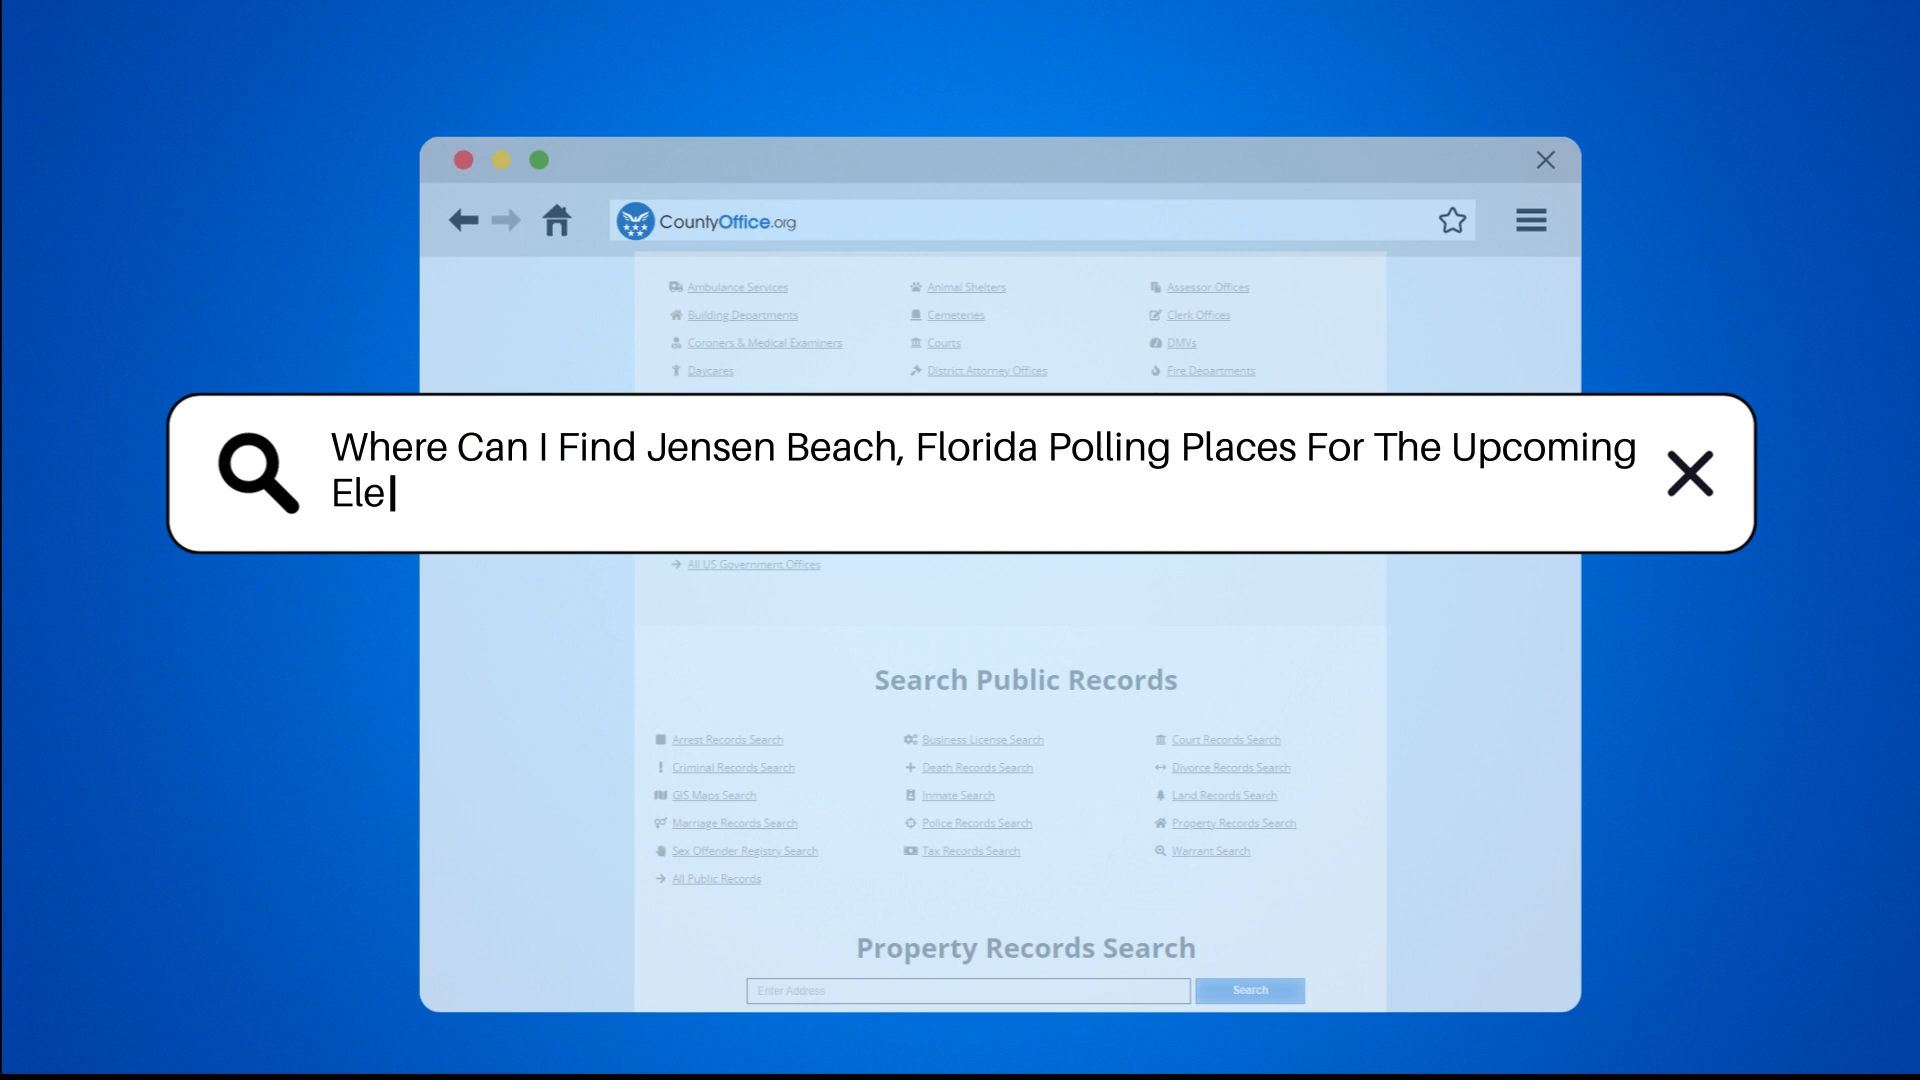 CountyOffice.org
Ambulance Services Animal Shelters Assessor Offices
Building Departments Cemeteries Clerk Offices
Coroners & Medical Examiners Courts DMVs
Daycares District Attorney Offices Fire Departments
Where Can I Find Jensen Beach, Florida Polling Places For The Upcoming
Ele
All US Government Offices
Search Public Records
Arrest Records Search Business License Search Court Records Search
Criminal Records Search Death Records Search Divorce Records Search
GIS Maps Search Inmate Search Land Records Search
Marriage Records Search Police Records Search Property Records Search
Sex Offender Registry Search Tax Records Search Warrant Search
All Public Records
Property Records Search
Enter Address Search